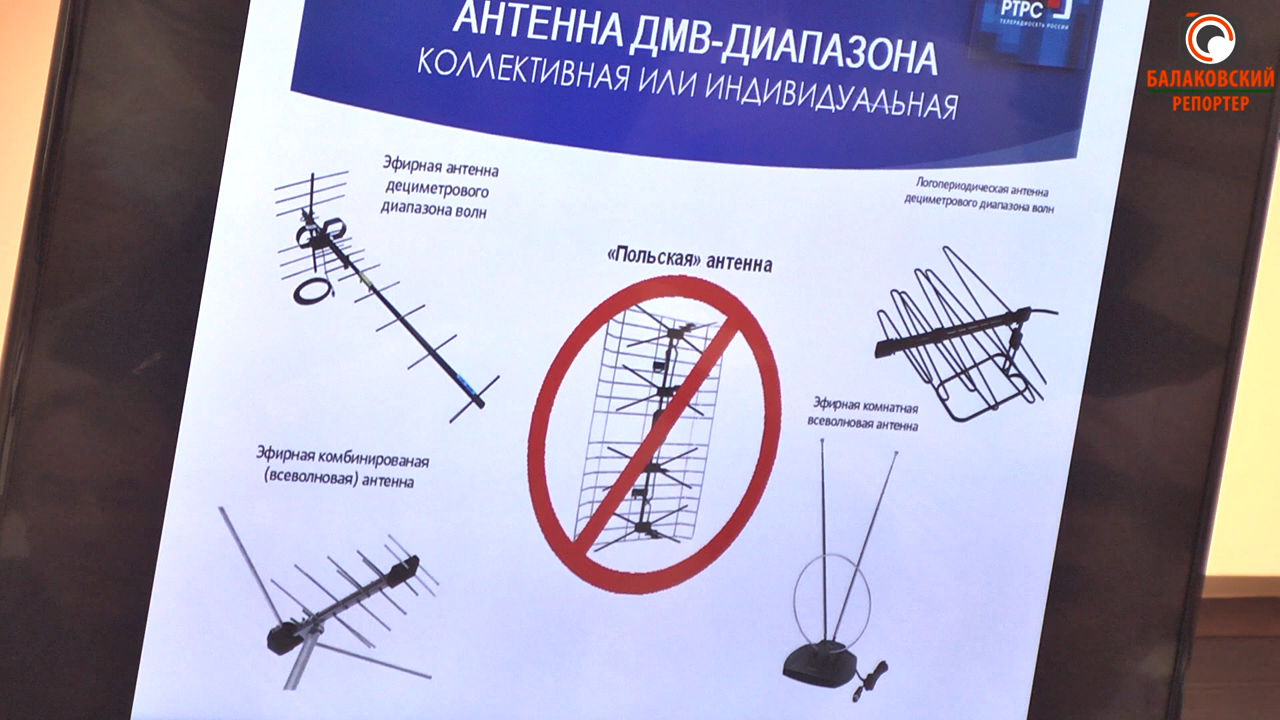 АНТЕННА ДМВ-ДИАПАЗОНА
КОЛЛЕКТИВНАЯ ИЛИ ИНДИВИДУАЛЬНАЯ
РТРС
ТЕЛЕРАДИОСЕТЬ РОССИИ
БАЛАКОВСКИЙ
РЕПОРТЕР
Эфирная антенна
дециметрового
диапазона волн
«Польская» антенна
Логопериодическая антенна
дециметрового диапазона волн
Эфирная комнатная
всеволновая антенна
Эфирная комбинированая
(всеволновая) антенна